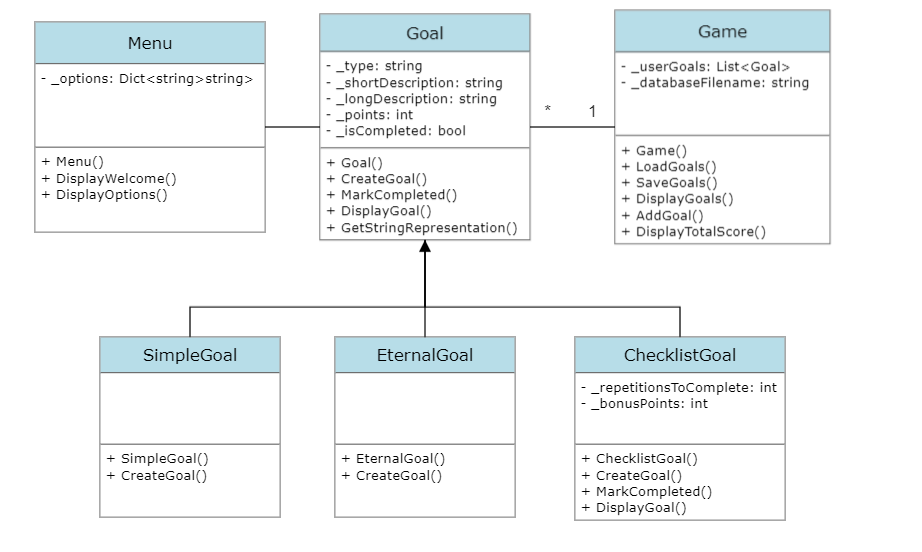 Menu
- _options: Dict<string>string>
+ Menu()
+ DisplayWelcome()
+ DisplayOptions()
Goal
- _type: string
- _shortDescription: string
- _longDescription: string
- _points: int
- _isCompleted: bool
+ Goal()
+ CreateGoal()
+ MarkCompleted()
+ DisplayGoal()
+ GetStringRepresentation()
* 1
Game
- _userGoals: List<Goal>
- _databaseFilename: string
+ Game()
+ LoadGoals()
+ SaveGoals()
+ DisplayGoals()
+ AddGoal()
+ DisplayTotalScore()
SimpleGoal
+ SimpleGoal()
+ CreateGoal()
EternalGoal
+ EternalGoal()
+ CreateGoal()
ChecklistGoal
- _repetitionsToComplete: int
- _bonusPoints: int
+ ChecklistGoal()
+ CreateGoal()
+ MarkCompleted()
+ DisplayGoal()